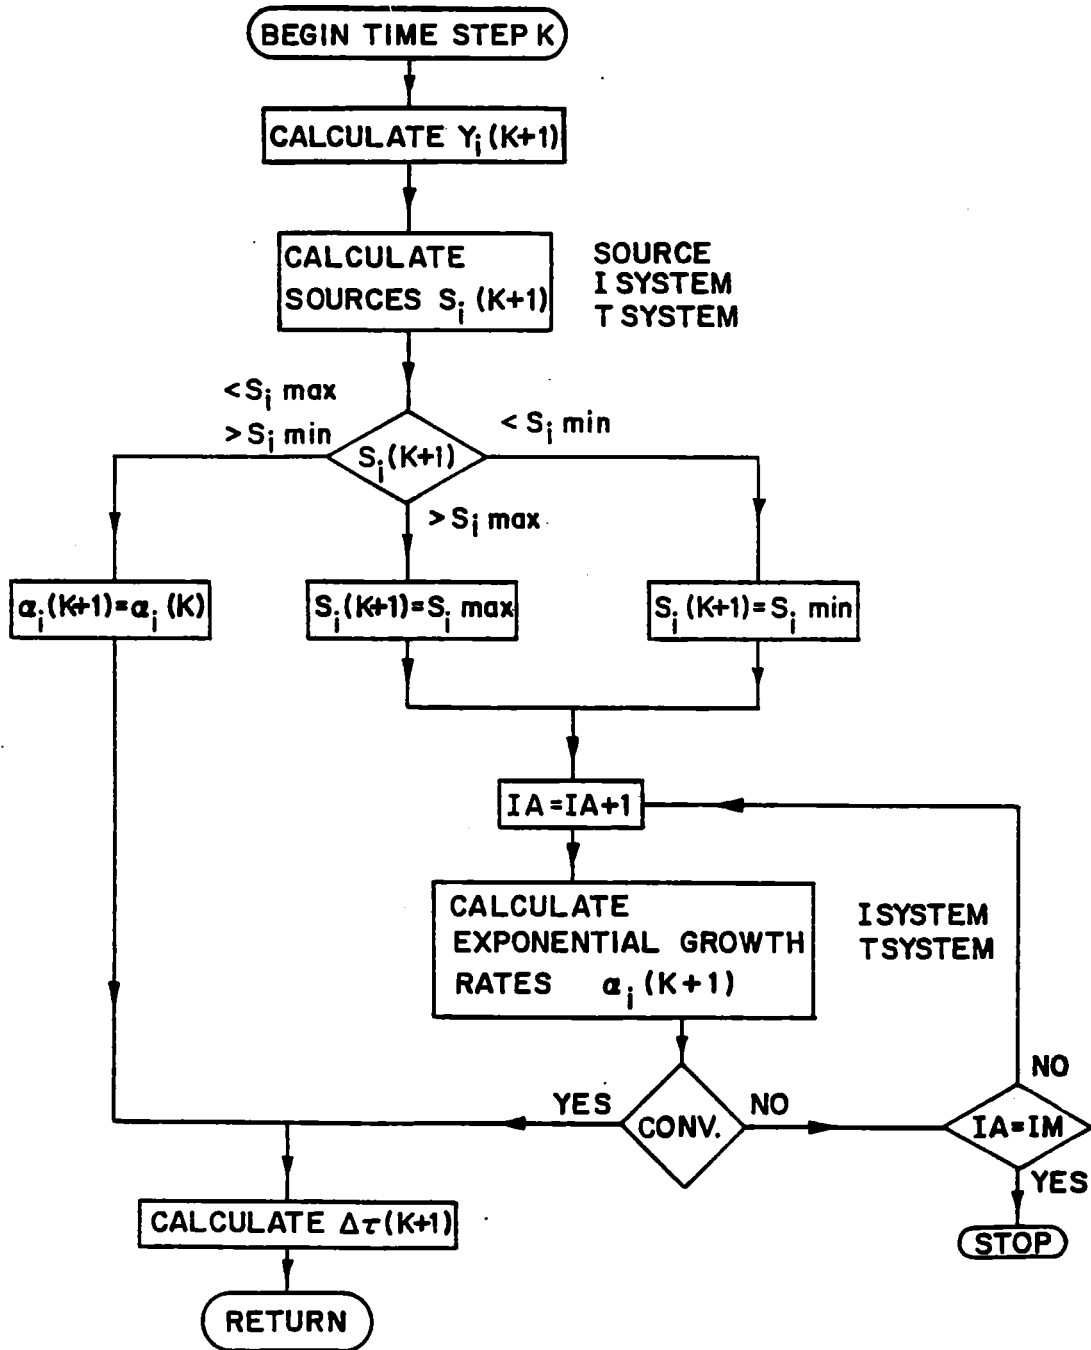 BEGIN TIME STEP K
CALCULATE Yi(K+1)
CALCULATE
SOURCES Si(K+1)
SOURCE
I SYSTEM
T SYSTEM
<Si max
>Si min
<Si min
Si(K+1)
>Si max
αi(K+1)=αi(K)
Si(K+1)=Si max
Si(K+1)=Si min
IA=IA+1
CALCULATE
EXPONENTIAL GROWTH
RATES αi(K+1)
I SYSTEM
T SYSTEM
NO
YES
CONV.
NO
IA=IM
YES
CALCULATE Δτ(K+1)
STOP
RETURN